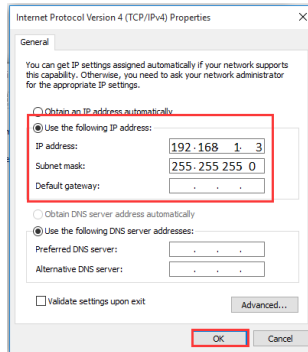 Internet Protocol Version 4 (TCP/IPv4) Properties
General
You can get IP settings assigned automatically if your network supports
this capability. Otherwise, you need to ask your network administrator
for the appropriate IP settings.
Obtain an IP address automatically
Use the following IP address:
IP address: 192 . 168 . 1 . 3
Subnet mask: 255 . 255 . 255 . 0
Default gateway: . . .
Obtain DNS server address automatically
Use the following DNS server addresses:
Preferred DNS server: . . .
Alternative DNS server: . . .
Validate settings upon exit
Advanced...
OK Cancel